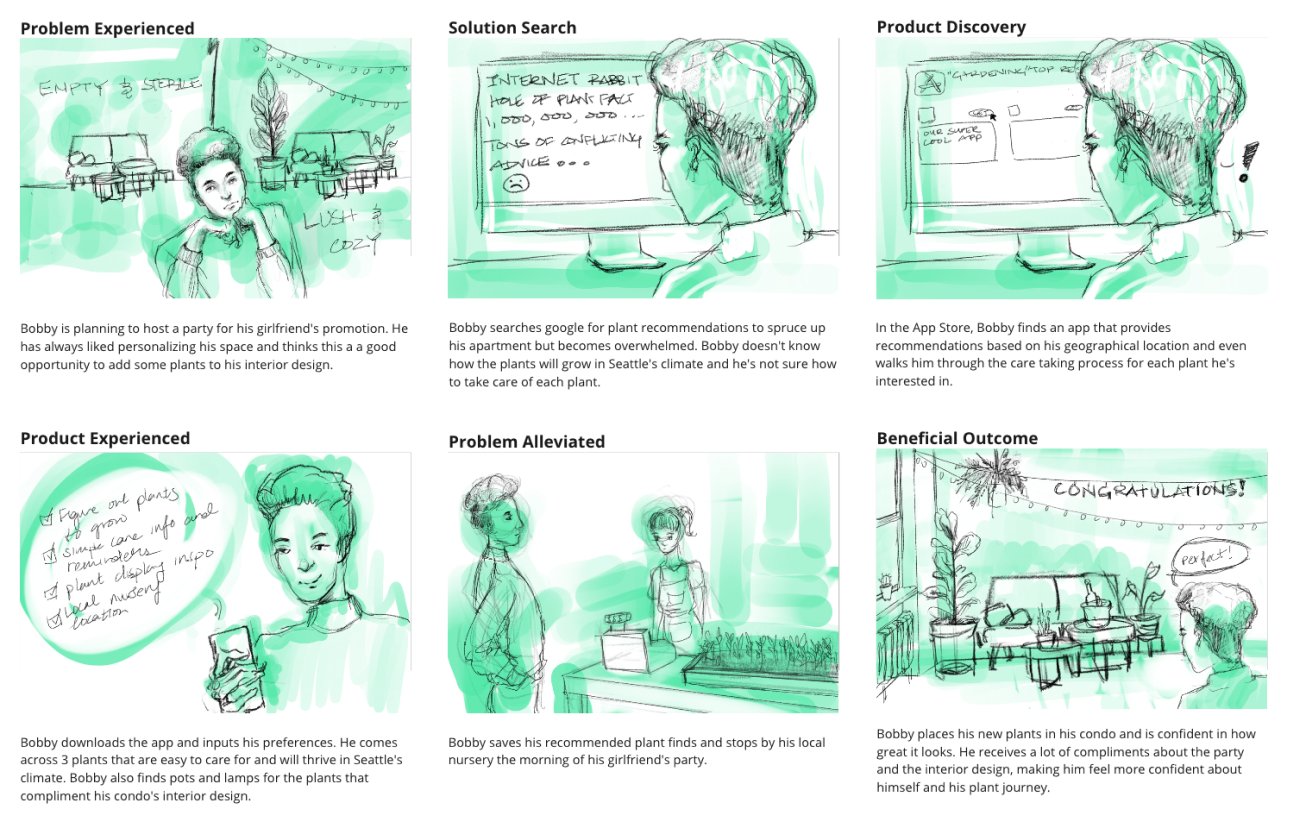 Problem Experienced
EMPTY & STERILE
LUSH &
COZY
Bobby is planning to host a party for his girlfriend's promotion. He
has always liked personalizing his space and thinks this a a good
opportunity to add some plants to his interior design.
Solution Search
INTERNET RABBIT
HOLE OF PLANT FACT
1,000,000,000...
TONS OF CONFLICTING
ADVICE...
Bobby searches google for plant recommendations to spruce up
his apartment but becomes overwhelmed. Bobby doesn't know
how the plants will grow in Seattle's climate and he's not sure how
to take care of each plant.
Product Discovery
"GARDENING/TOP RE
OUR SUPER
COOL APP
!
In the App Store, Bobby finds an app that provides
recommendations based on his geographical location and even
walks him through the care taking process for each plant he's
interested in.
Product Experienced
Figure out plants
to grow
simple care info and
reminders
plant display inspo
Local nursery
location
Bobby downloads the app and inputs his preferences. He comes
across 3 plants that are easy to care for and will thrive in Seattle's
climate. Bobby also finds pots and lamps for the plants that
compliment his condo's interior design.
Problem Alleviated
Bobby saves his recommended plant finds and stops by his local
nursery the morning of his girlfriend's party.
Beneficial Outcome
CONGRATULATIONS!
perfect!
Bobby places his new plants in his condo and is confident in how
great it looks. He receives a lot of compliments about the party
and the interior design, making him feel more confident about
himself and his plant journey.